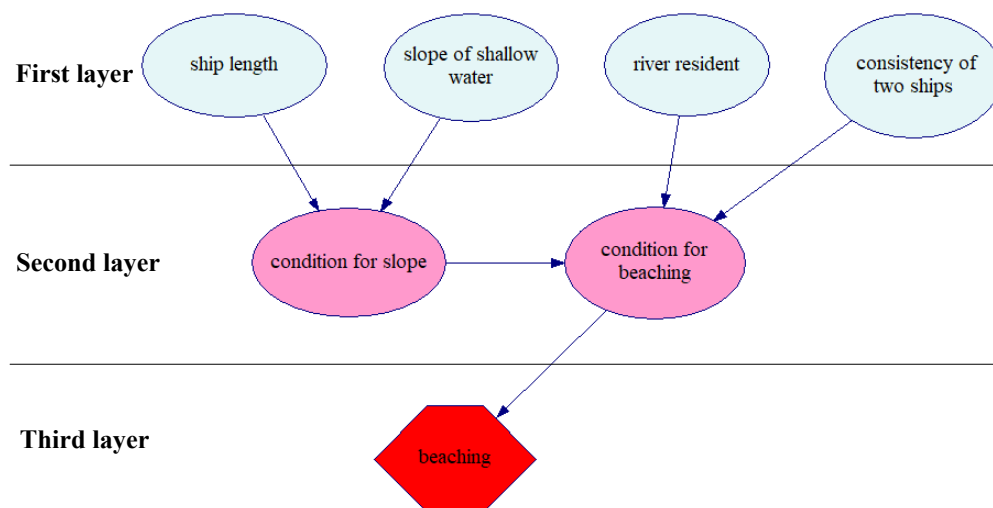 First layer
ship length
slope of shallow
water
river resident
consistency of
two ships
Second layer
condition for slope
condition for
beaching
Third layer
beaching